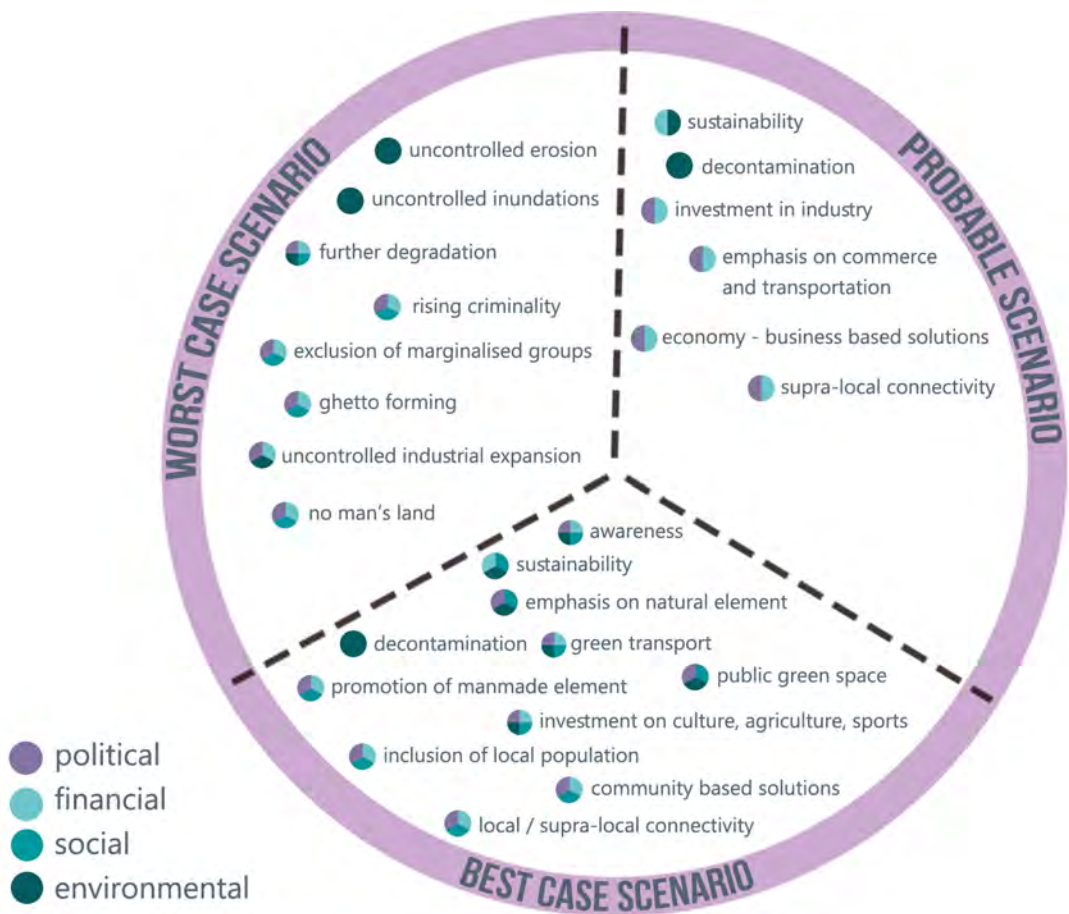 WORST CASE SCENARIO
uncontrolled erosion
uncontrolled inundations
further degradation
rising criminality
exclusion of marginalised groups
ghetto forming
uncontrolled industrial expansion
no man's land
PROBABLE SCENARIO
sustainability
decontamination
investment in industry
emphasis on commerce
and transportation
economy - business based solutions
supra-local connectivity
awareness
sustainability
emphasis on natural element
decontamination
green transport
public green space
promotion of manmade element
investment on culture, agriculture, sports
inclusion of local population
community based solutions
local / supra-local connectivity
BEST CASE SCENARIO
political
financial
social
environmental